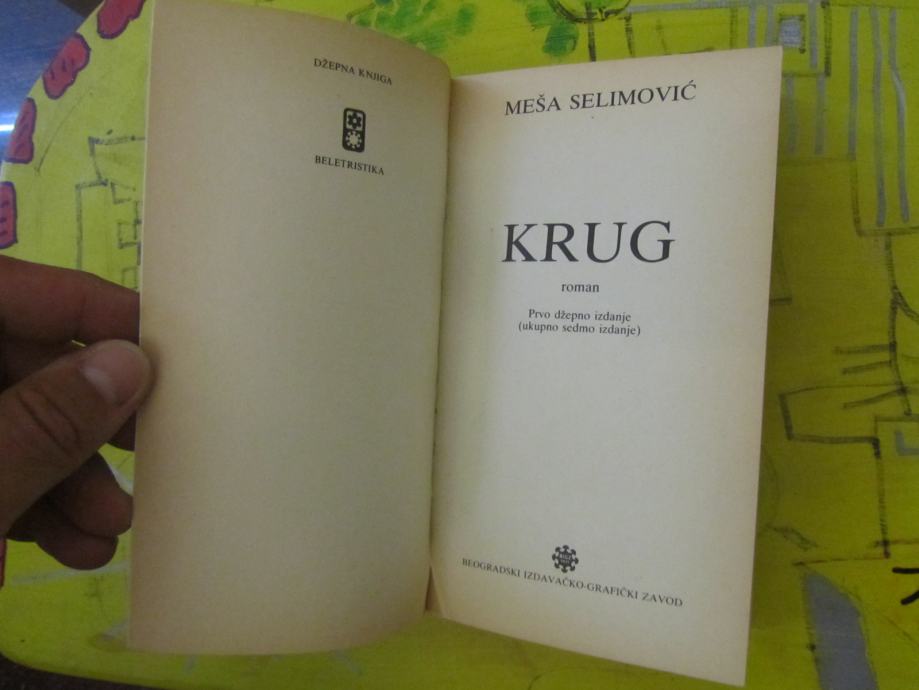 DŽEPNA KNJIGA
BELETRISTIKA
MEŠA SELIMOVIĆ
KRUG
roman
Prvo džepno izdanje
(ukupno sedmo izdanje)
BEOGRADSKI IZDAVAČKO-GRAFIČKI ZAVOD